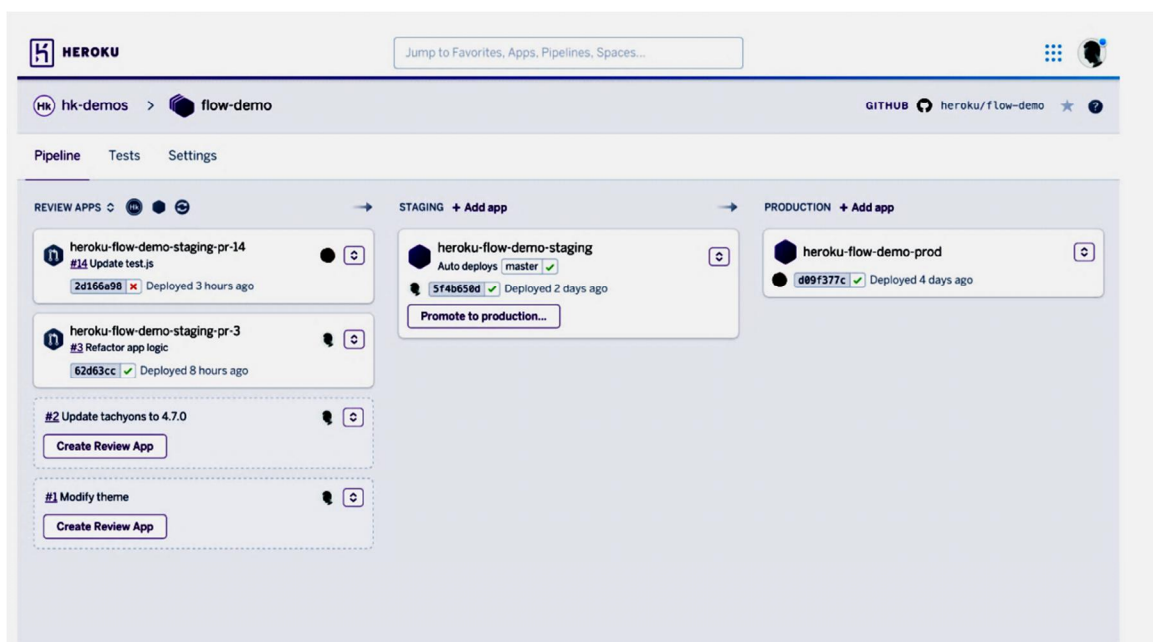 HEROKU
Jump to Favorites, Apps, Pipelines, Spaces...
hk-demos > flow-demo
GITHUB heroku/flow-demo
Pipeline Tests Settings
REVIEW APPS
heroku-flow-demo-staging-pr-14
#14 Update test.js
2d166a98 Deployed 3 hours ago
heroku-flow-demo-staging-pr-3
#3 Refactor app logic
62d63cc Deployed 8 hours ago
#2 Update tachyons to 4.7.0
Create Review App
#1 Modify theme
Create Review App
STAGING + Add app
heroku-flow-demo-staging
Auto deploys master
5f4b650d Deployed 2 days ago
Promote to production...
PRODUCTION + Add app
heroku-flow-demo-prod
d09f377c Deployed 4 days ago